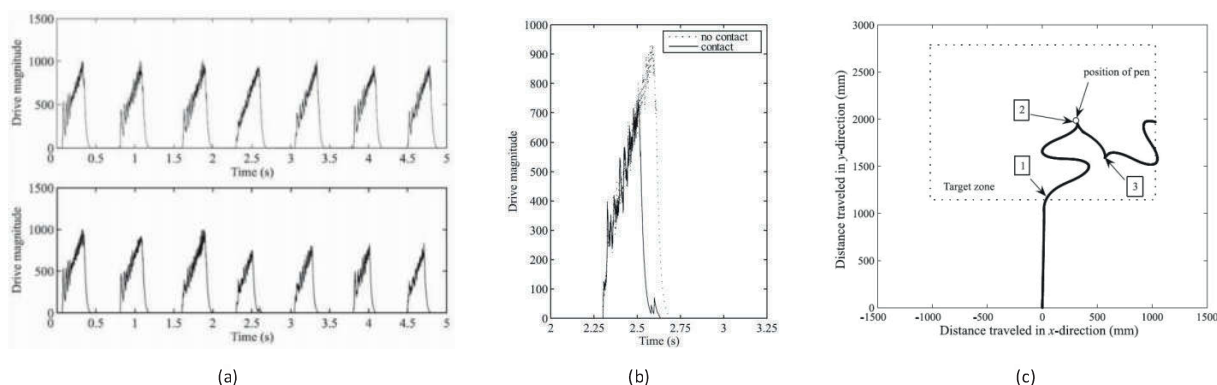 1500
1000
500
0
0 0.5 1 1.5 2 2.5 3 3.5 4 4.5 5
Drive magnitude
Time (s)
1500
1000
500
0
0 0.5 1 1.5 2 2.5 3 3.5 4 4.5 5
Drive magnitude
Time (s)
(a)
1000
900
800
700
600
500
400
300
200
100
0
2 2.25 2.5 2.75 3 3.25
Drive magnitude
Time (s)
no contact
contact
(b)
3000
2500
2000
1500
1000
500
0
-1500 -1000 -500 0 500 1000 1500
Distance traveled in y-direction (mm)
Distance traveled in x-direction (mm)
position of pen
2
1
Target zone
3
(c)